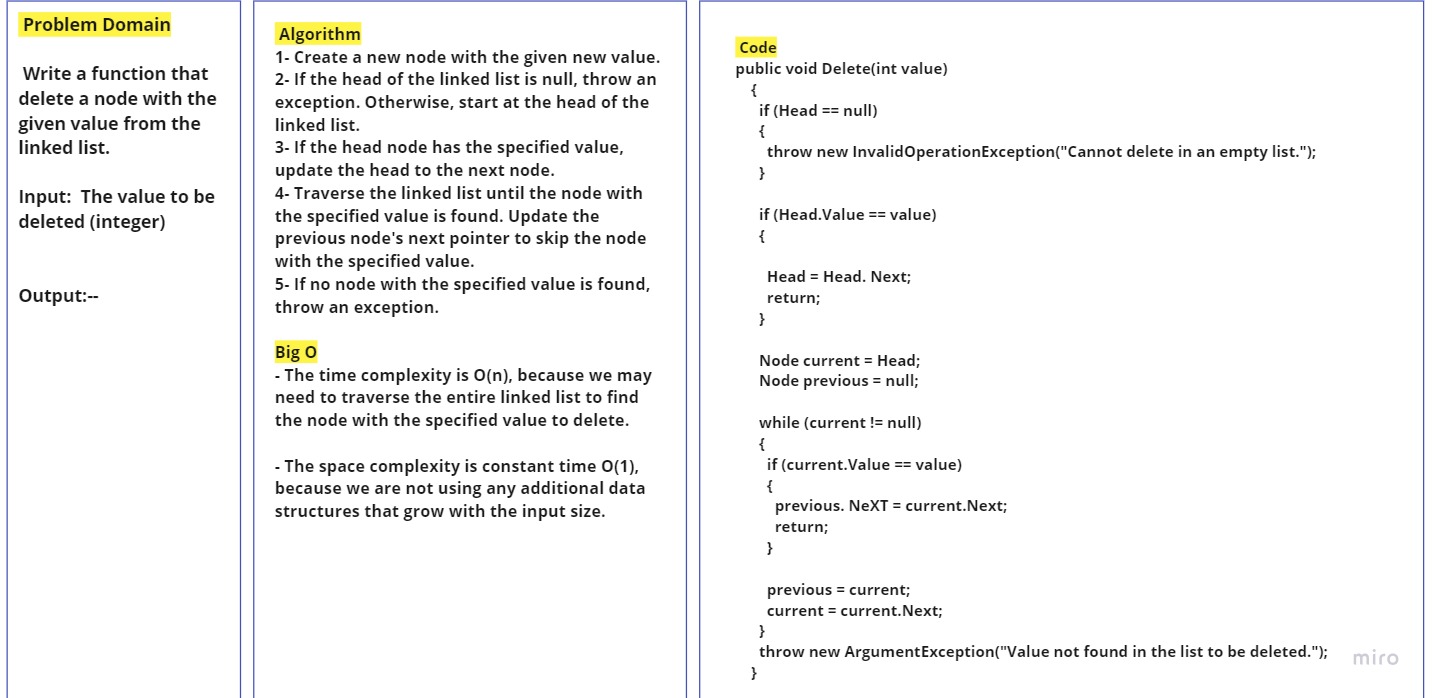 Problem Domain
Write a function that
delete a node with the
given value from the
linked list.
Input:  The value to be
deleted (integer)
Output:--
Algorithm
1- Create a new node with the given new value.
2- If the head of the linked list is null, throw an
exception. Otherwise, start at the head of the
linked list.
3- If the head node has the specified value,
update the head to the next node.
4- Traverse the linked list until the node with
the specified value is found. Update the
previous node's next pointer to skip the node
with the specified value.
5- If no node with the specified value is found,
throw an exception.
Big O
- The time complexity is O(n), because we may
need to traverse the entire linked list to find
the node with the specified value to delete.
- The space complexity is constant time O(1),
because we are not using any additional data
structures that grow with the input size.
Code
public void Delete(int value)
{
if (Head == null)
{
throw new InvalidOperationException("Cannot delete in an empty list.");
}
if (Head.Value == value)
{
Head = Head. Next;
return;
}
Node current = Head;
Node previous = null;
while (current != null)
{
if (current.Value == value)
{
previous. NeXT = current.Next;
return;
}
previous = current;
current = current.Next;
}
throw new ArgumentException("Value not found in the list to be deleted.");
}
miro